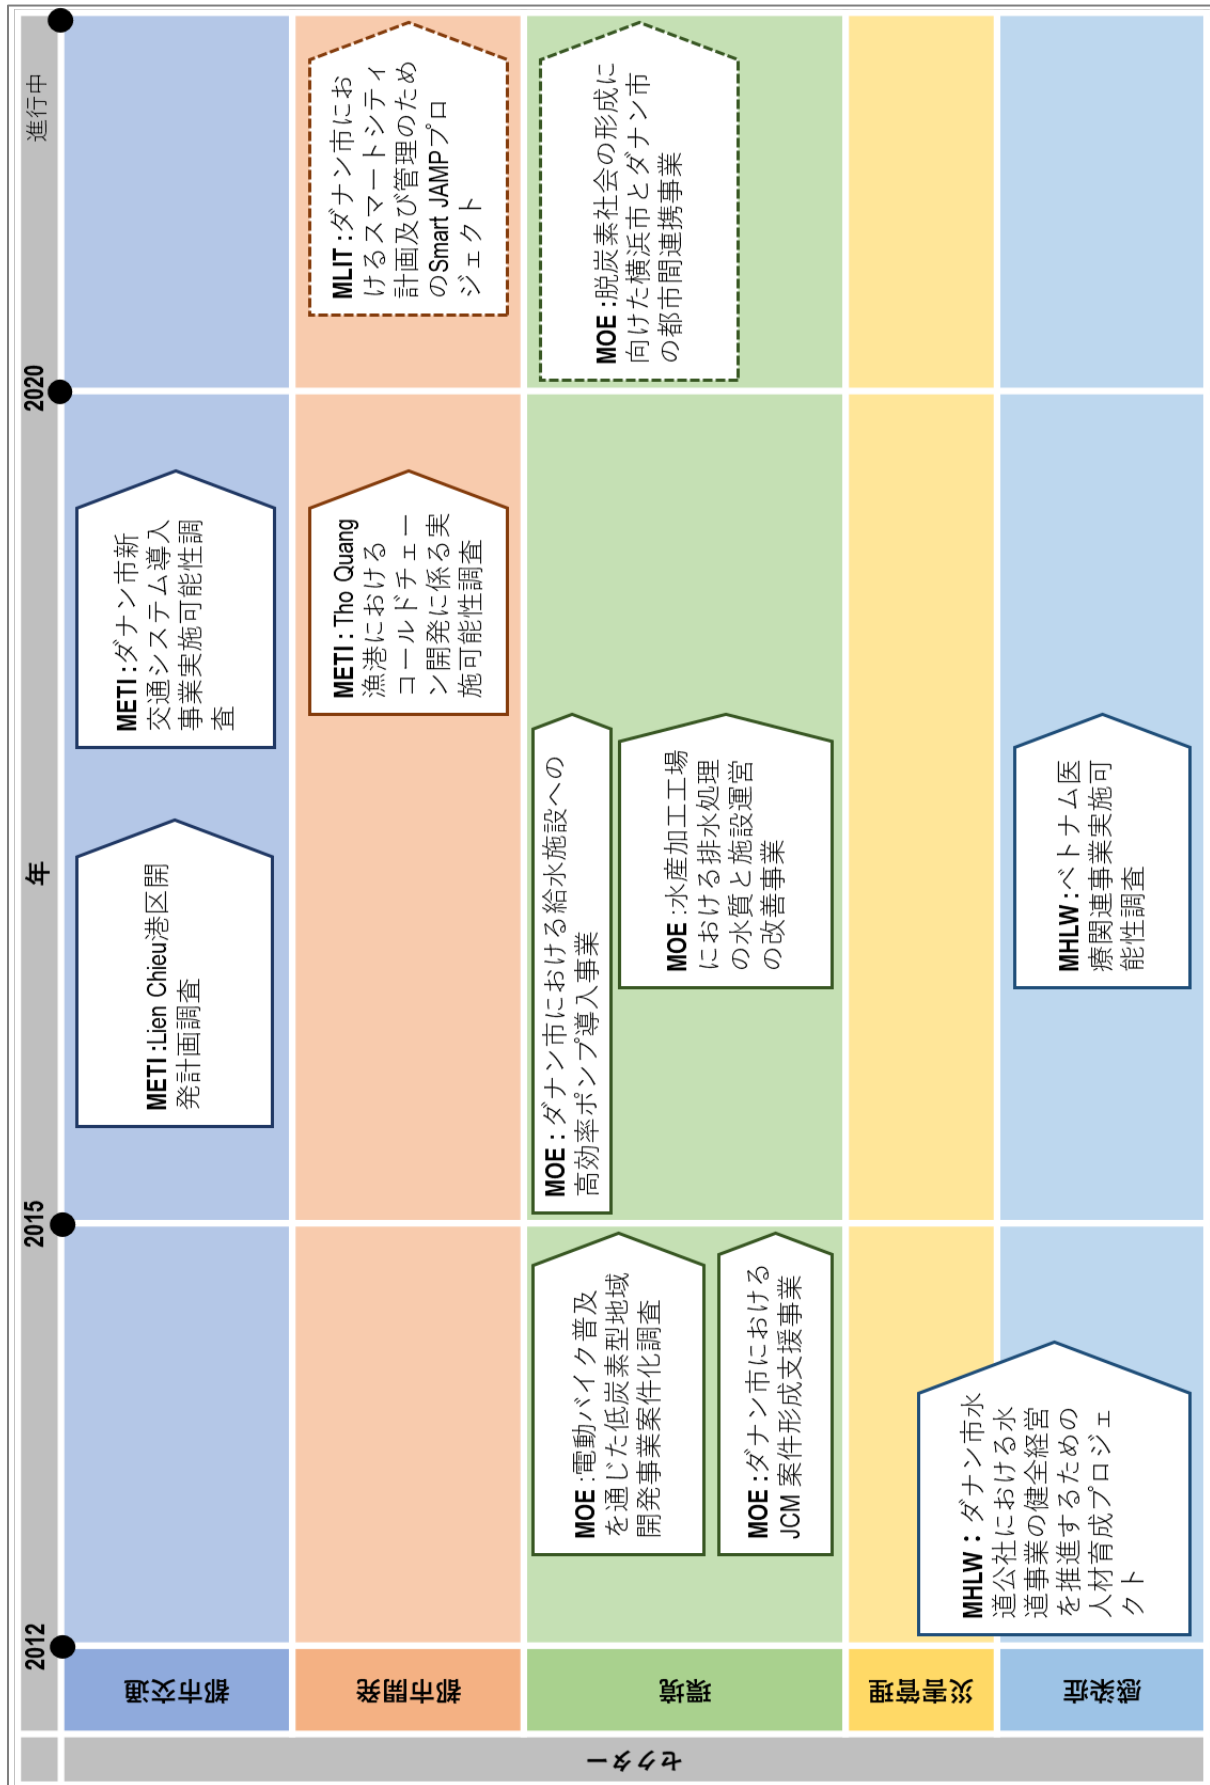 年
2012
2015
2020
進行中
セクター
都市交通
METI :Lien Chieu港区開
発計画調査
METI :ダナン市新
交通システム導入
事業実施可能性調
査
都市開発
METI : Tho Quang
漁港における
コールドチェー
ン開発に係る実
施可能性調査
MLIT :ダナン市にお
けるスマートシティ
計画及び管理のため
のSmart JAMPプロ
ジェクト
環境
MOE :電動バイク普及
を通じた低炭素型地域
開発事業案件化調査
MOE :ダナン市における
JCM 案件形成支援事業
MOE : ダナン市における給水施設への
高効率ポンプ導入事業
MOE :水産加工工場
における排水処理
の水質と施設運営
の改善事業
MOE :脱炭素社会の形成に
向けた横浜市とダナン市
の都市間連携事業
災害管理
感染症
MHLW : ダナン市水
道公社における水
道事業の健全経営
を推進するための
人材育成プロジェ
クト
MHLW :ベトナム医
療関連事業実施可
能性調査